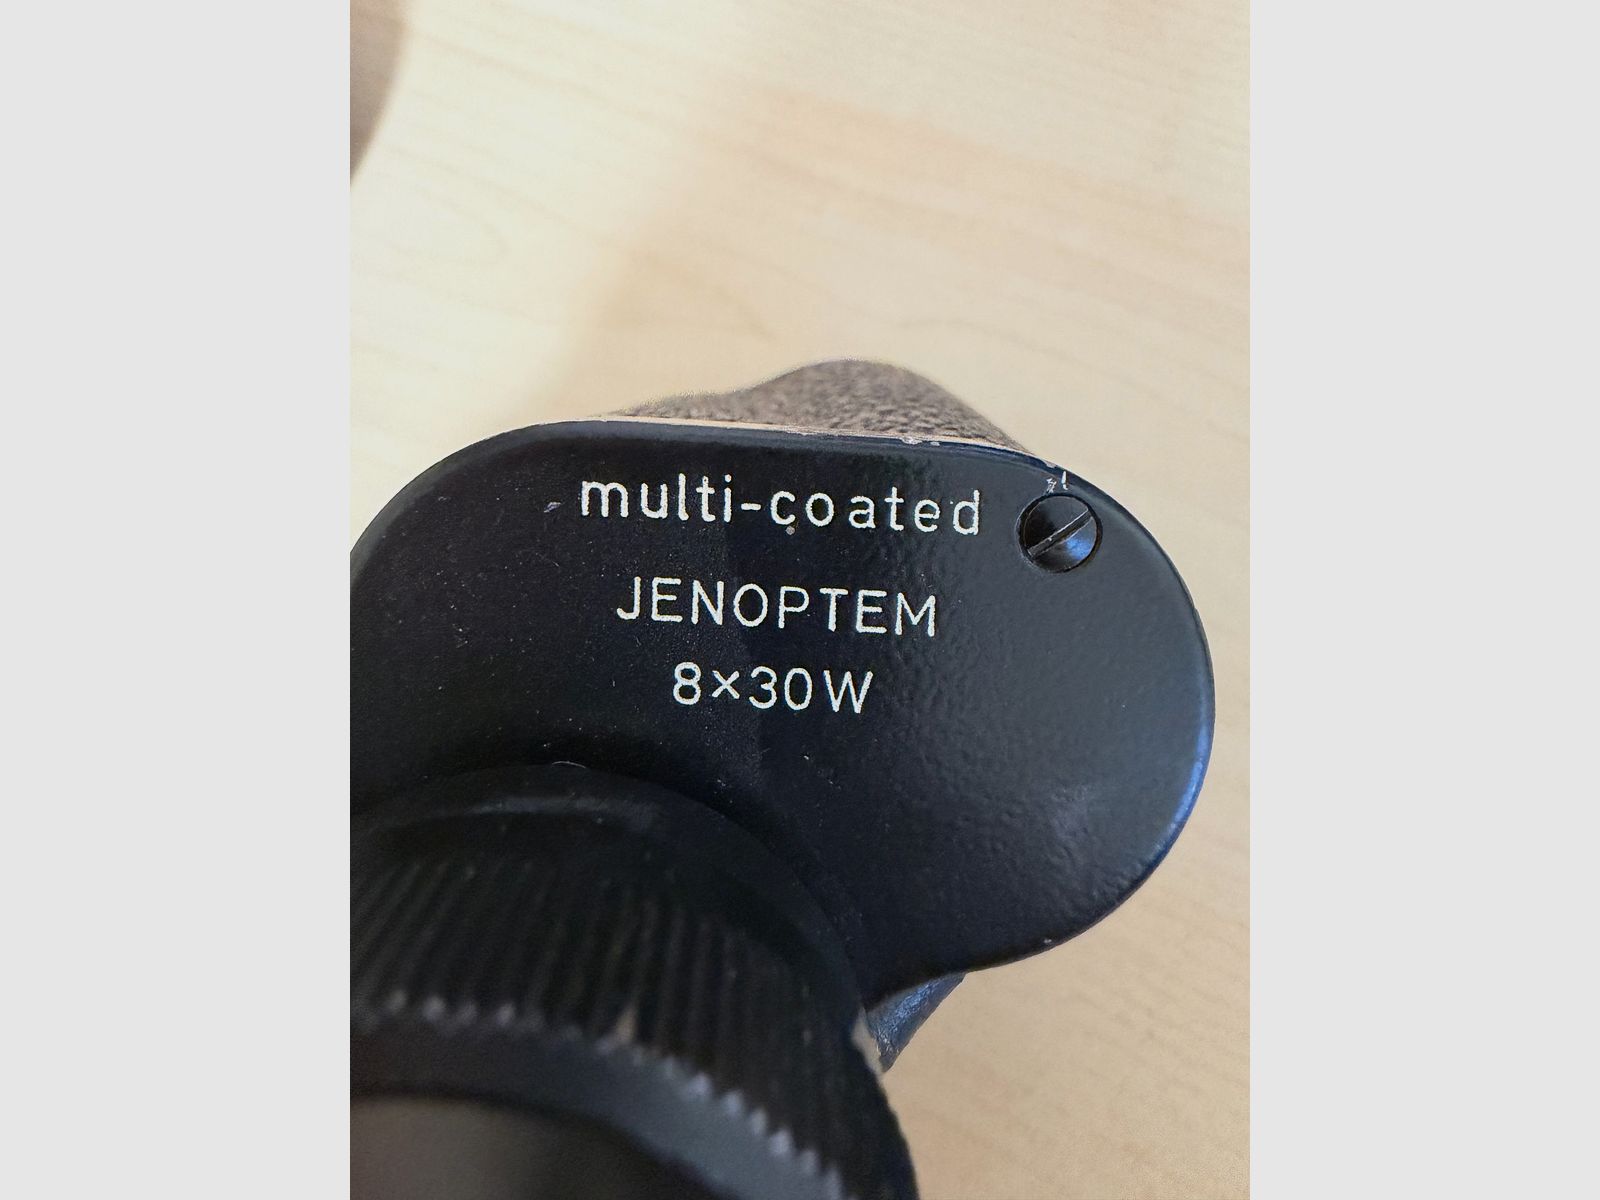 multi-coated
JENOPTEM
8×30W